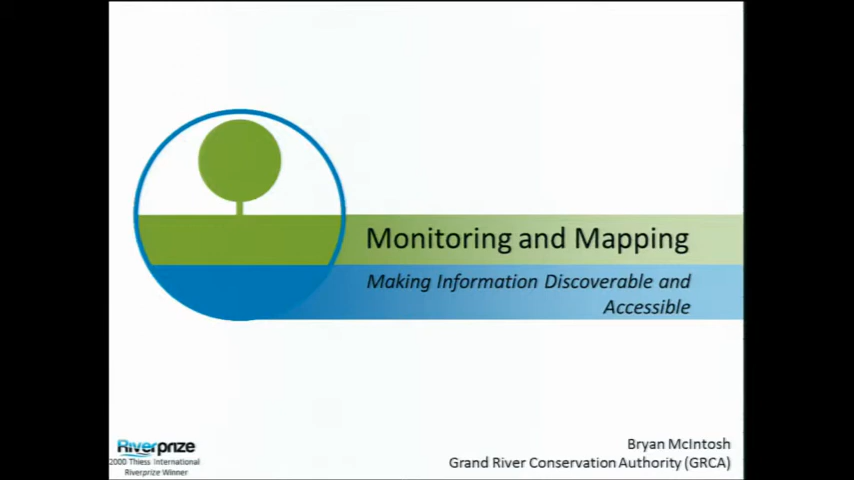 Monitoring and Mapping
Making Information Discoverable and
Accessible
Riverprize
2000 Thiess International
Riverprize Winner
Bryan McIntosh
Grand River Conservation Authority (GRCA)